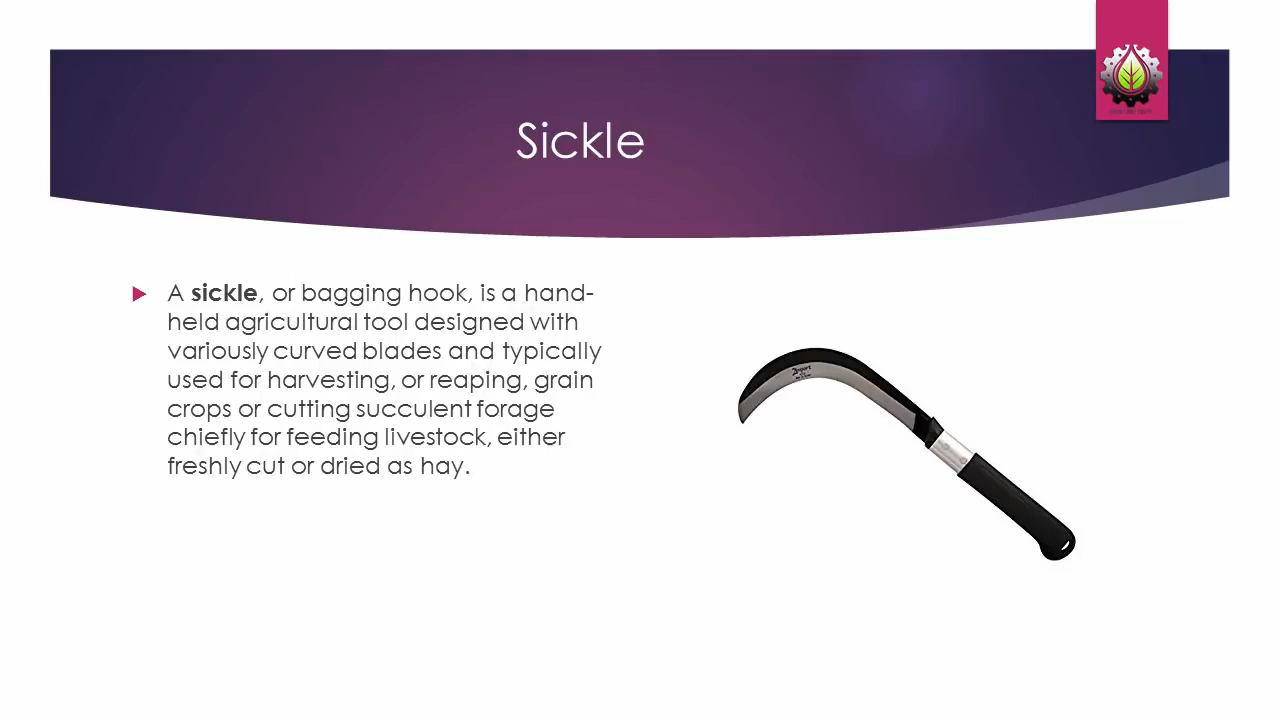 Sickle
A sickle, or bagging hook, is a hand-
held agricultural tool designed with
variously curved blades and typically
used for harvesting, or reaping, grain
crops or cutting succulent forage
chiefly for feeding livestock, either
freshly cut or dried as hay.